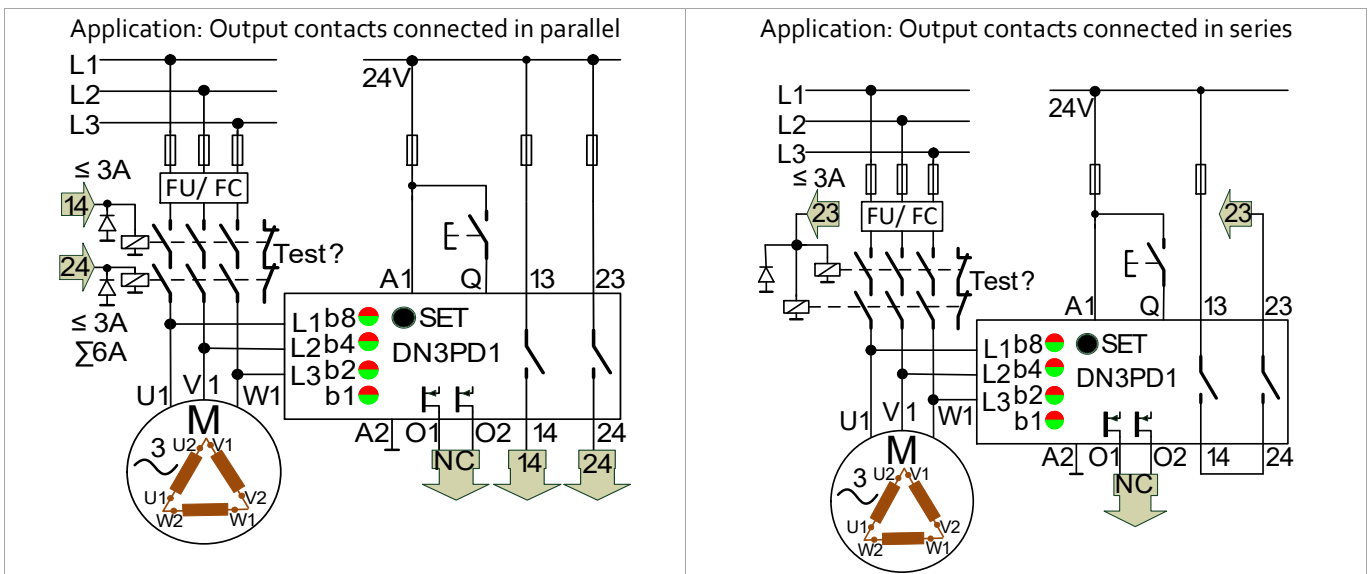 Application: Output contacts connected in parallel
L1
24V
L2
L3
≤ 3A
FU/ FC
14
Test?
24
A1 Q 13 23
≤ 3A
∑6A
L1 b8 SET
L2 b4 DN3PD1
L3 b2
b1
U1 V1 W1
M
A2 O1 O2 14 24
NC 14 24
3
U2 V1
U1 V2
W2 W1
Application: Output contacts connected in series
L1
24V
L2
L3
≤ 3A
23
FU/ FC
23
Test?
A1 Q 13 23
L1 b8 SET
L2 b4 DN3PD1
L3 b2
b1
U1 V1 W1
M
A2 O1 O2 14 24
NC
3
U2 V1
U1 V2
W2 W1